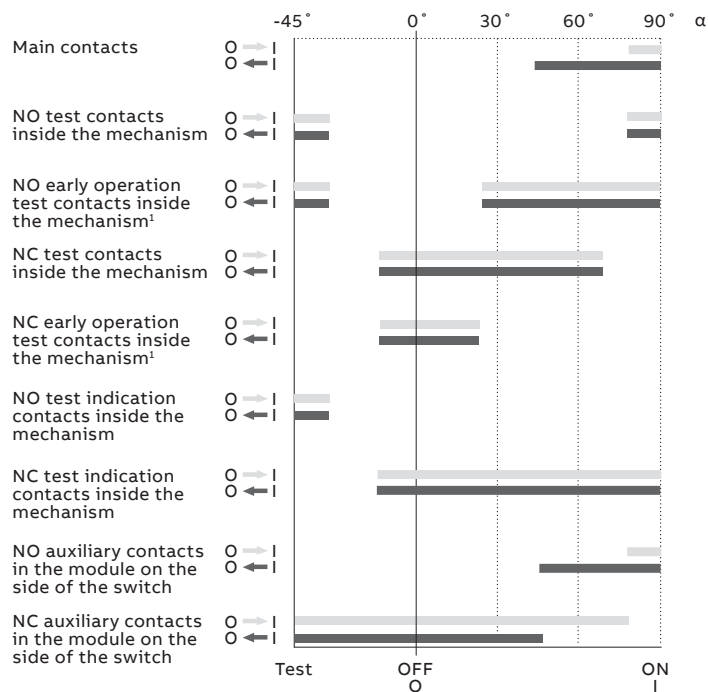 -45° 0° 30° 60° 90° α
Main contacts
O I
O I
NO test contacts
inside the mechanism
O I
O I
NO early operation
test contacts inside
the mechanism¹
O I
O I
NC test contacts
inside the mechanism
O I
O I
NC early operation
test contacts inside
the mechanism¹
O I
O I
NO test indication
contacts inside the
mechanism
O I
O I
NC test indication
contacts inside the
mechanism
O I
O I
NO auxiliary contacts
in the module on the
side of the switch
O I
O I
NC auxiliary contacts
in the module on the
side of the switch
O I
O I
Test OFF ON
O I